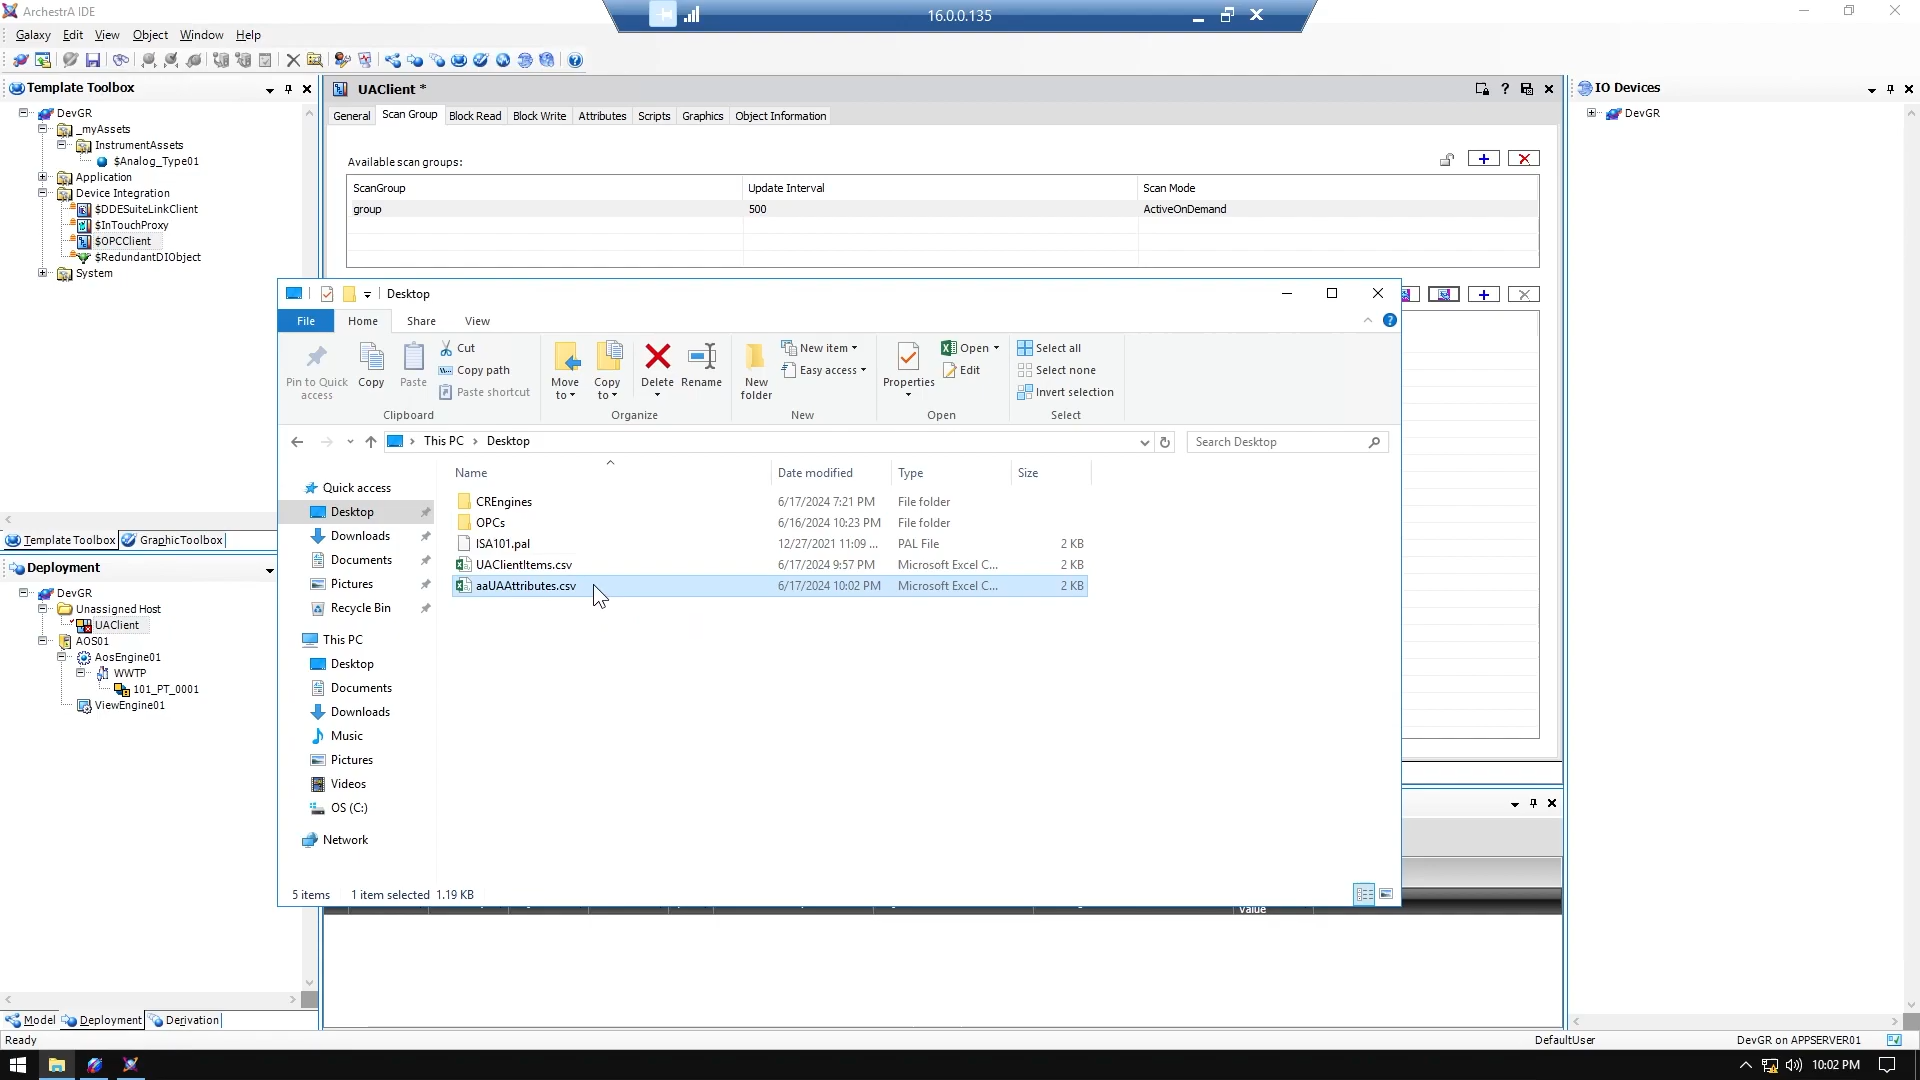 ArchestrA IDE
16.0.0.135
Galaxy Edit View Object Window Help
Template Toolbox
DevGR
_myAssets
InstrumentAssets
$Analog_Type01
Application
Device Integration
$DDESuiteLinkClient
$InTouchProxy
$OPCClient
$RedundantDIObject
System
Template Toolbox GraphicToolbox
Deployment
DevGR
Unassigned Host
UAClient
AOS01
AosEngine01
WWTP
101_PT_0001
ViewEngine01
Model Deployment Derivation
Ready
UAClient *
General Scan Group Block Read Block Write Attributes Scripts Graphics Object Information
Available scan groups:
ScanGroup Update Interval Scan Mode
group 500 ActiveOnDemand
Desktop
File Home Share View
Pin to Quick access
Copy
Paste
Cut
Copy path
Paste shortcut
Clipboard
Move to
Copy to
Delete
Rename
Organize
New folder
New item
Easy access
New
Properties
Open
Edit
Open
Select all
Select none
Invert selection
Select
This PC Desktop
Search Desktop
Quick access
Desktop
Downloads
Documents
Pictures
Recycle Bin
This PC
Desktop
Documents
Downloads
Music
Pictures
Videos
OS (C:)
Network
Name Date modified Type Size
CREngines 6/17/2024 7:21 PM File folder
OPCs 6/16/2024 10:23 PM File folder
ISA101.pal 12/27/2021 11:09 ... PAL File 2 KB
UAClientItems.csv 6/17/2024 9:57 PM Microsoft Excel C... 2 KB
aaUAAttributes.csv 6/17/2024 10:02 PM Microsoft Excel C... 2 KB
5 items 1 item selected 1.19 KB
Value
IO Devices
DevGR
DefaultUser
DevGR on APPSERVER01
10:02 PM